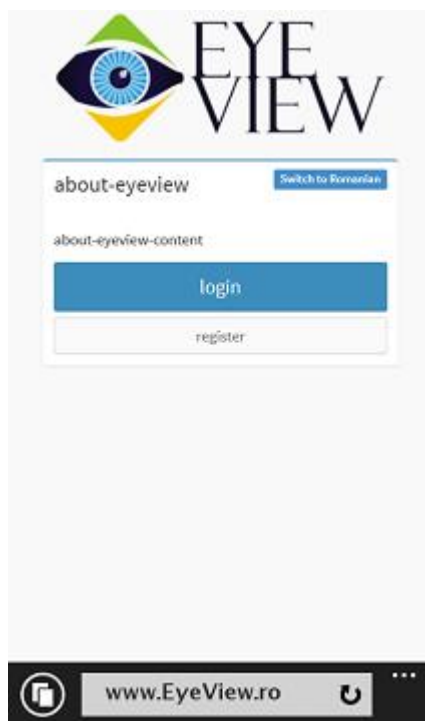 EYE
VIEW
about-eyeview
Switch to Romanian
about-eyeview-content
login
register
www.EyeView.ro